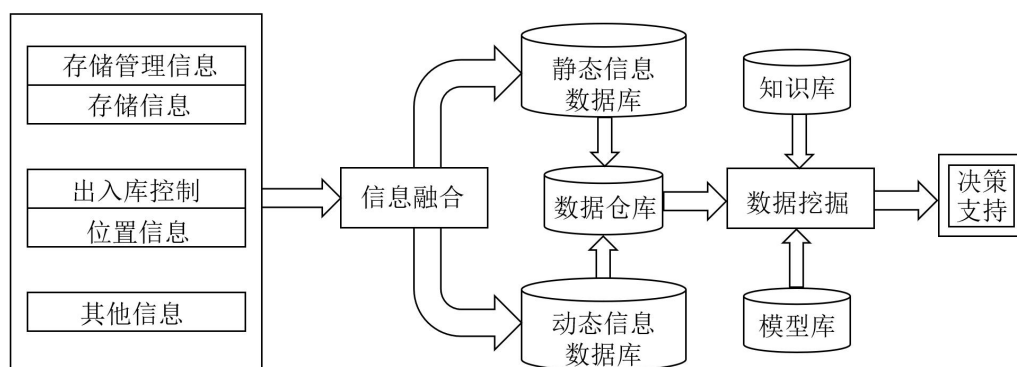 存储管理信息
存储信息
出入库控制
位置信息
其他信息
信息融合
静态信息
数据库
数据仓库
动态信息
数据库
知识库
数据挖掘
模型库
决策
支持